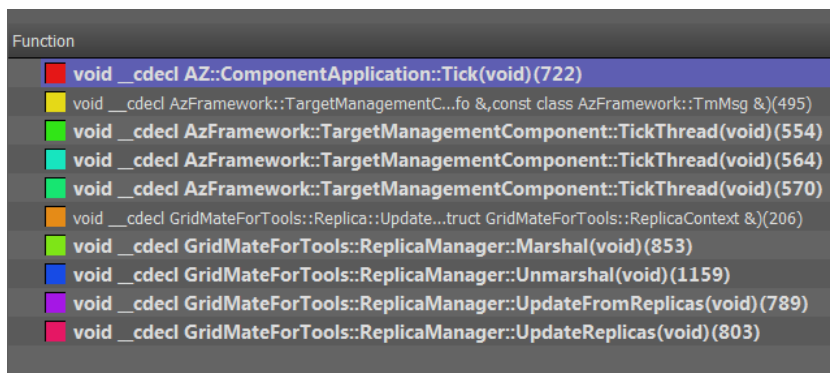 Function
void __cdecl AZ::ComponentApplication::Tick(void)(722)
void __cdecl AzFramework::TargetManagementC...fo &,const class AzFramework::TmMsg &)(495)
void __cdecl AzFramework::TargetManagementComponent::TickThread(void)(554)
void __cdecl AzFramework::TargetManagementComponent::TickThread(void)(564)
void __cdecl AzFramework::TargetManagementComponent::TickThread(void)(570)
void __cdecl GridMateForTools::Replica::Update...truct GridMateForTools::ReplicaContext &)(206)
void __cdecl GridMateForTools::ReplicaManager::Marshal(void)(853)
void __cdecl GridMateForTools::ReplicaManager::Unmarshal(void)(1159)
void __cdecl GridMateForTools::ReplicaManager::UpdateFromReplicas(void)(789)
void __cdecl GridMateForTools::ReplicaManager::UpdateReplicas(void)(803)